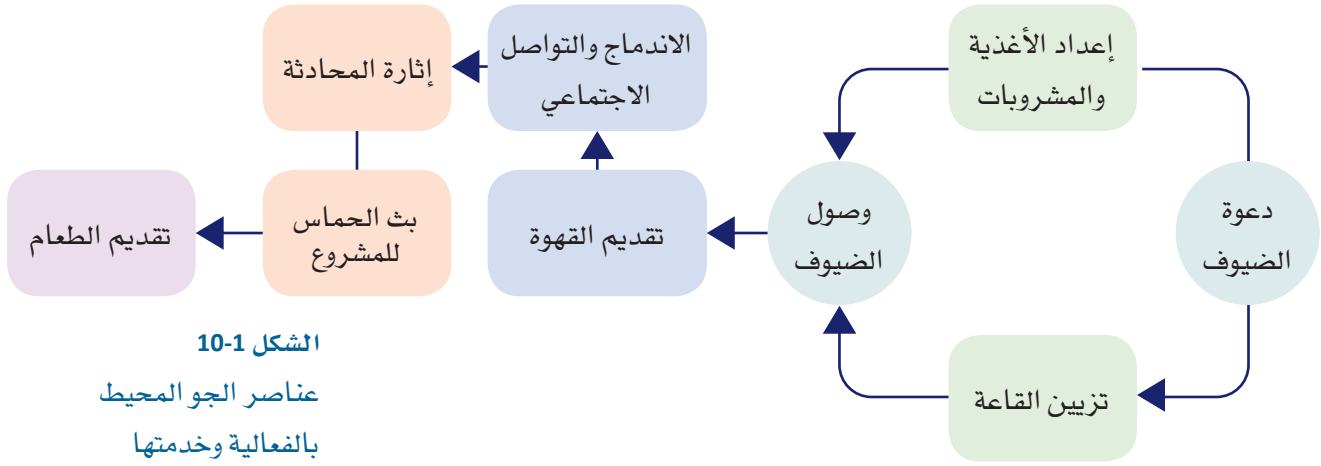 دعوة
الضيوف
إعداد الأغذية
والمشروبات
تزيين القاعة
وصول
الضيوف
تقديم القهوة
الاندماج والتواصل
الاجتماعي
إثارة المحادثة
بث الحماس
للمشروع
تقديم الطعام
الشكل 1-10
عناصر الجو المحيط
بالفعالية وخدمتها